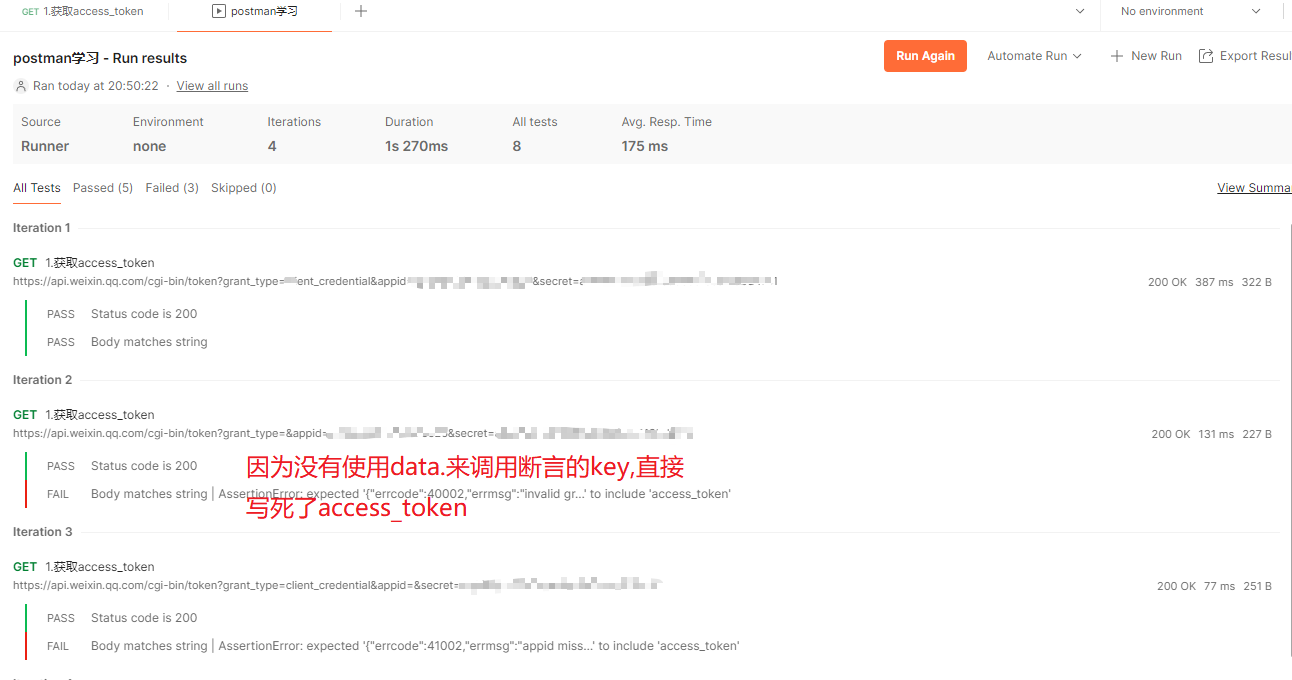 GET 1.获取access_token
postman学习
No environment
postman学习 - Run results
Run Again
Automate Run
New Run
Export Resul
Ran today at 20:50:22 · View all runs
Source
Environment
Iterations
Duration
All tests
Avg. Resp. Time
Runner
none
4
1s 270ms
8
175 ms
All Tests
Passed (5)
Failed (3)
Skipped (0)
View Summa
Iteration 1
GET 1.获取access_token
https://api.weixin.qq.com/cgi-bin/token?grant_type= ent_credential&appid &secret=
200 OK 387 ms 322 B
PASS Status code is 200
PASS Body matches string
Iteration 2
GET 1.获取access_token
https://api.weixin.qq.com/cgi-bin/token?grant_type=&appid= &secret=
200 OK 131 ms 227 B
PASS Status code is 200
因为没有使用data.来调用断言的key,直接
FAIL Body matches string | AssertionError: expected '{"errcode":40002,"errmsg":"invalid gr...' to include 'access_token'
写死了access_token
Iteration 3
GET 1.获取access_token
https://api.weixin.qq.com/cgi-bin/token?grant_type=client_credential&appid=&secret=
200 OK 77 ms 251 B
PASS Status code is 200
FAIL Body matches string | AssertionError: expected '{"errcode":41002,"errmsg":"appid miss...' to include 'access_token'